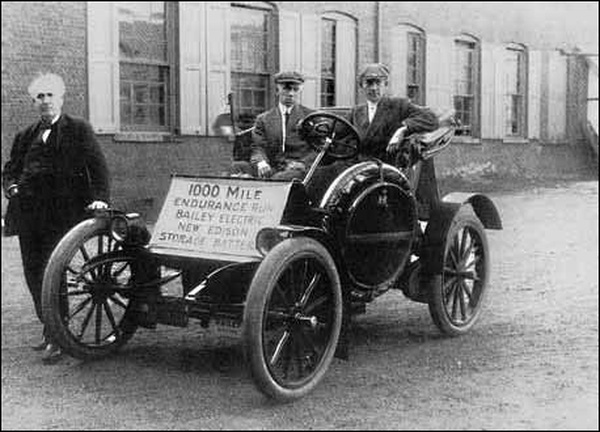 1000 MILE
ENDURANCE RUN
BAILEY ELECTRIC
NEW EDISON
STORAGE BATTERY